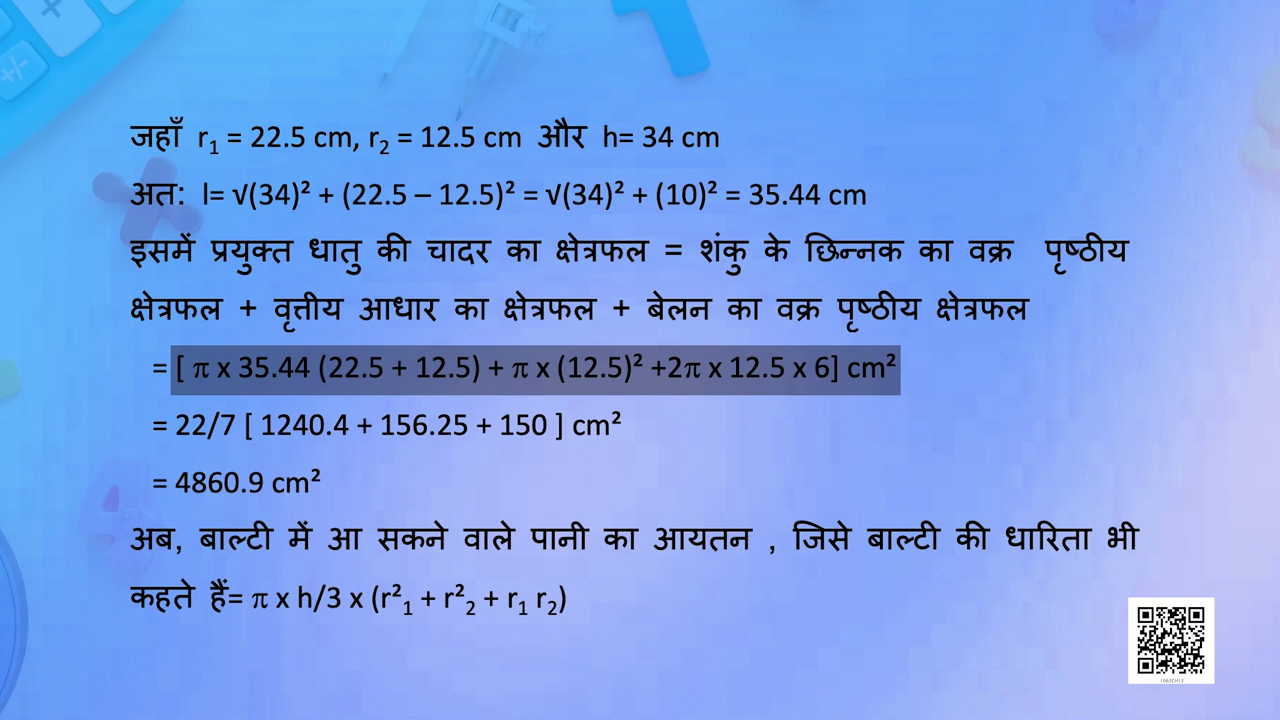 जहाँ r₁ = 22.5 cm, r₂ = 12.5 cm और h= 34 cm
अत: l= √(34)² + (22.5 – 12.5)² = √(34)² + (10)² = 35.44 cm
इसमें प्रयुक्त धातु की चादर का क्षेत्रफल = शंकु के छिन्नक का वक्र पृष्ठीय
क्षेत्रफल + वृत्तीय आधार का क्षेत्रफल + बेलन का वक्र पृष्ठीय क्षेत्रफल
= [ π x 35.44 (22.5 + 12.5) + π x (12.5)² +2π x 12.5 x 6] cm²
= 22/7 [ 1240.4 + 156.25 + 150 ] cm²
= 4860.9 cm²
अब, बाल्टी में आ सकने वाले पानी का आयतन , जिसे बाल्टी की धारिता भी
कहते हैं= π x h/3 x (r²₁ + r²₂ + r₁ r₂)
1063CH13